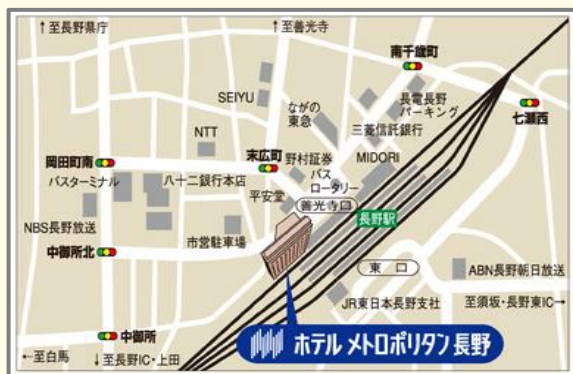 ↑至長野県庁
↑至善光寺
南千歳町
SEIYU
ながの
東急
長電長野
パーキング
七瀬西
三菱信託銀行
NTT
末広町
野村証券
MIDORI
岡田町南
バスターミナル
八十二銀行本店
バス
ロータリー
平安堂
善光寺口
長野駅
NBS長野放送
市営駐車場
中御所北
東口
ABN長野朝日放送
JR東日本長野支社
至須坂・長野東IC→
中御所
ホテル メトロポリタン長野
←至白馬
↓至長野IC・上田